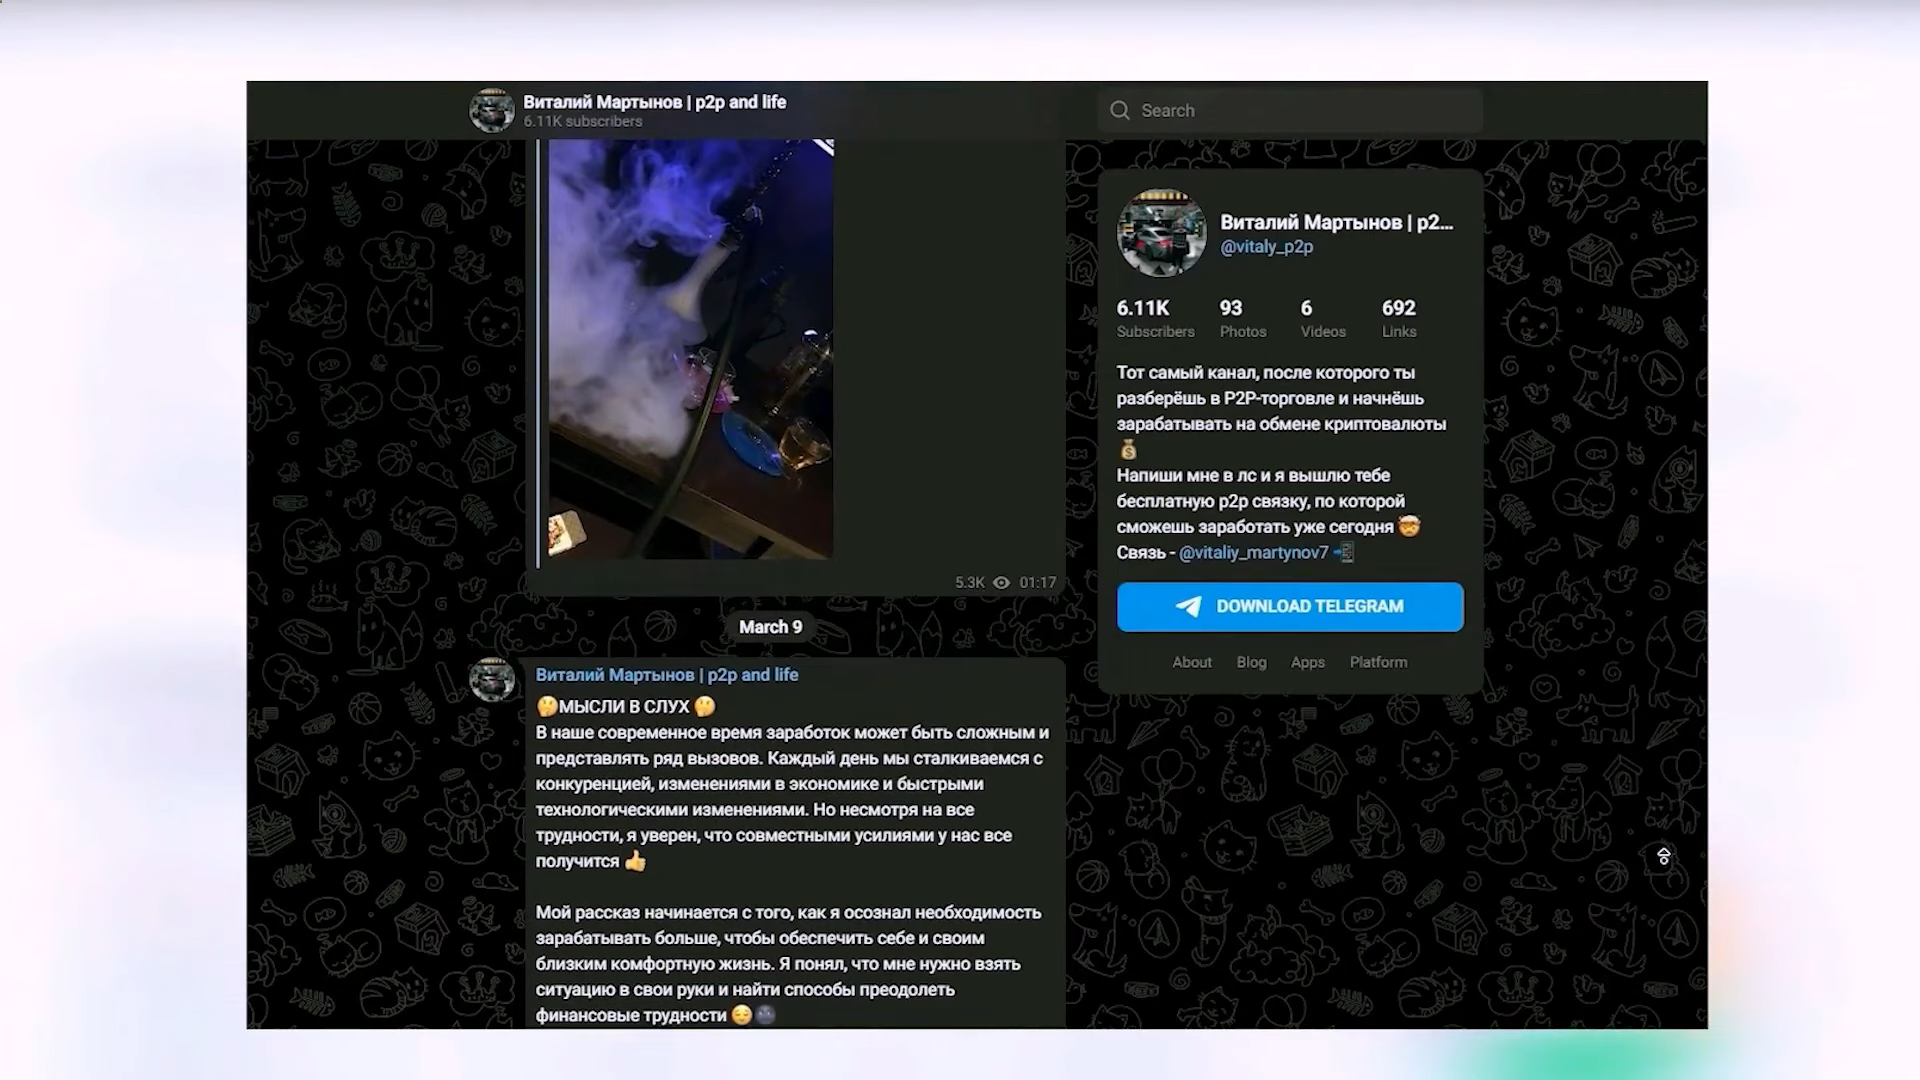 Виталий Мартынов | p2p and life
6.11K subscribers
Search
5.3K 01:17
March 9
Виталий Мартынов | p2p and life
🤔МЫСЛИ В СЛУХ 🤔
В наше современное время заработок может быть сложным и
представлять ряд вызовов. Каждый день мы сталкиваемся с
конкуренцией, изменениями в экономике и быстрыми
технологическими изменениями. Но несмотря на все
трудности, я уверен, что совместными усилиями у нас все
получится 👍
Мой рассказ начинается с того, как я осознал необходимость
зарабатывать больше, чтобы обеспечить себе и своим
близким комфортную жизнь. Я понял, что мне нужно взять
ситуацию в свои руки и найти способы преодолеть
финансовые трудности 😌🌚
Виталий Мартынов | p2...
@vitaly_p2p
6.11K 93 6 692
Subscribers Photos Videos Links
Тот самый канал, после которого ты
разберёшь в P2P-торговле и начнёшь
зарабатывать на обмене криптовалюты
💰
Напиши мне в лс и я вышлю тебе
бесплатную p2p связку, по которой
сможешь заработать уже сегодня 🤯
Связь - @vitaliy_martynov7 📲
DOWNLOAD TELEGRAM
About Blog Apps Platform